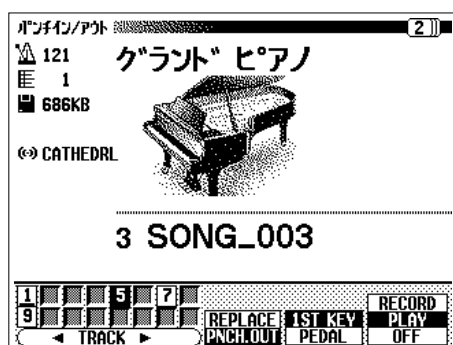 パンチイン/アウト 2
121
1
686KB
CATHEDRL
グランド ピアノ
3 SONG_003
1 5 7
9
◄ TRACK ►
REPLACE
PNCH.OUT
1ST KEY
PEDAL
RECORD
PLAY
OFF